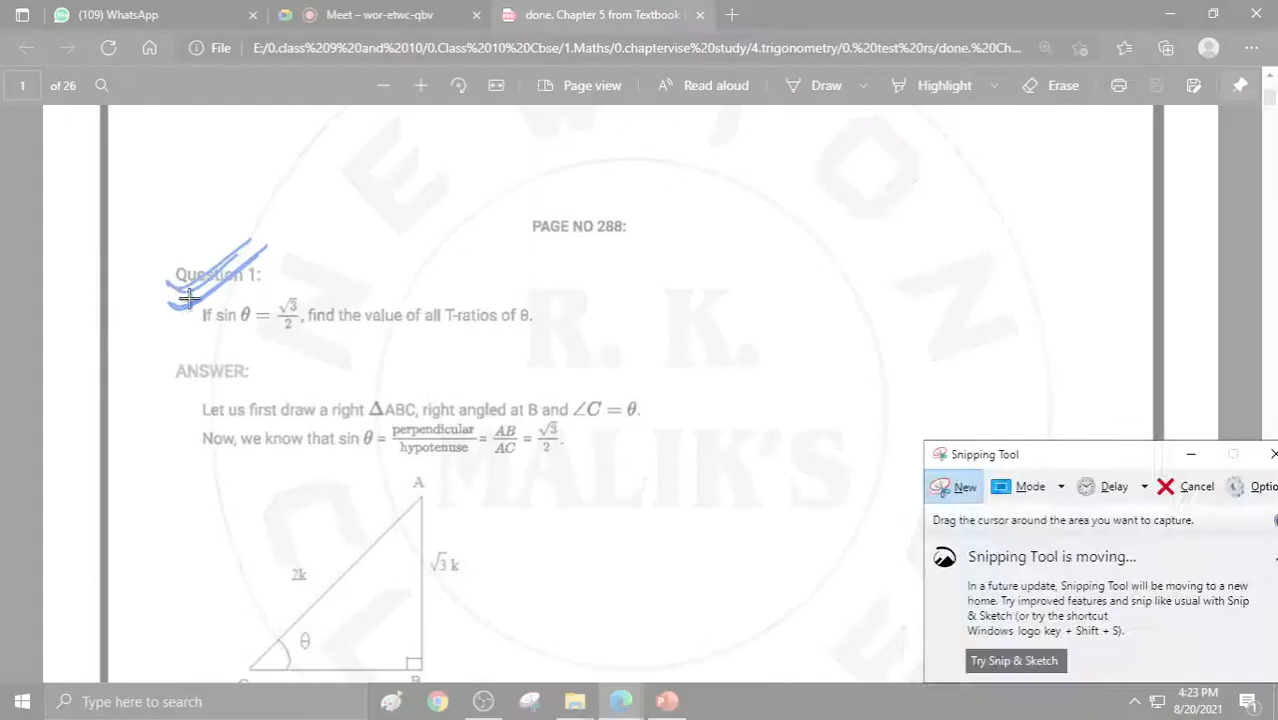 (109) WhatsApp
Meet – wor-etwc-qbv
done. Chapter 5 from Textbook
File
E:/0.class%209%20and%2010/0.Class%2010%20Cbse/1.Maths/0.chaptervise%20study/4.trigonometry/0.%20test%20rs/done.%20Ch...
1 of 26
Page view
Read aloud
Draw
Highlight
Erase
NEWTON
R. K.
MALIK'S
PAGE NO 288:
Question 1:
If sin θ = √3/2, find the value of all T-ratios of θ.
ANSWER:
Let us first draw a right ΔABC, right angled at B and ∠C = θ.
Now, we know that sin θ = perpendicular/hypotenuse = AB/AC = √3/2.
A
2k
√3 k
θ
B
Snipping Tool
New
Mode
Delay
Cancel
Optio
Drag the cursor around the area you want to capture.
Snipping Tool is moving...
In a future update, Snipping Tool will be moving to a new
home. Try improved features and snip like usual with Snip
& Sketch (or try the shortcut
Windows logo key + Shift + S).
Try Snip & Sketch
Type here to search
4:23 PM
8/20/2021